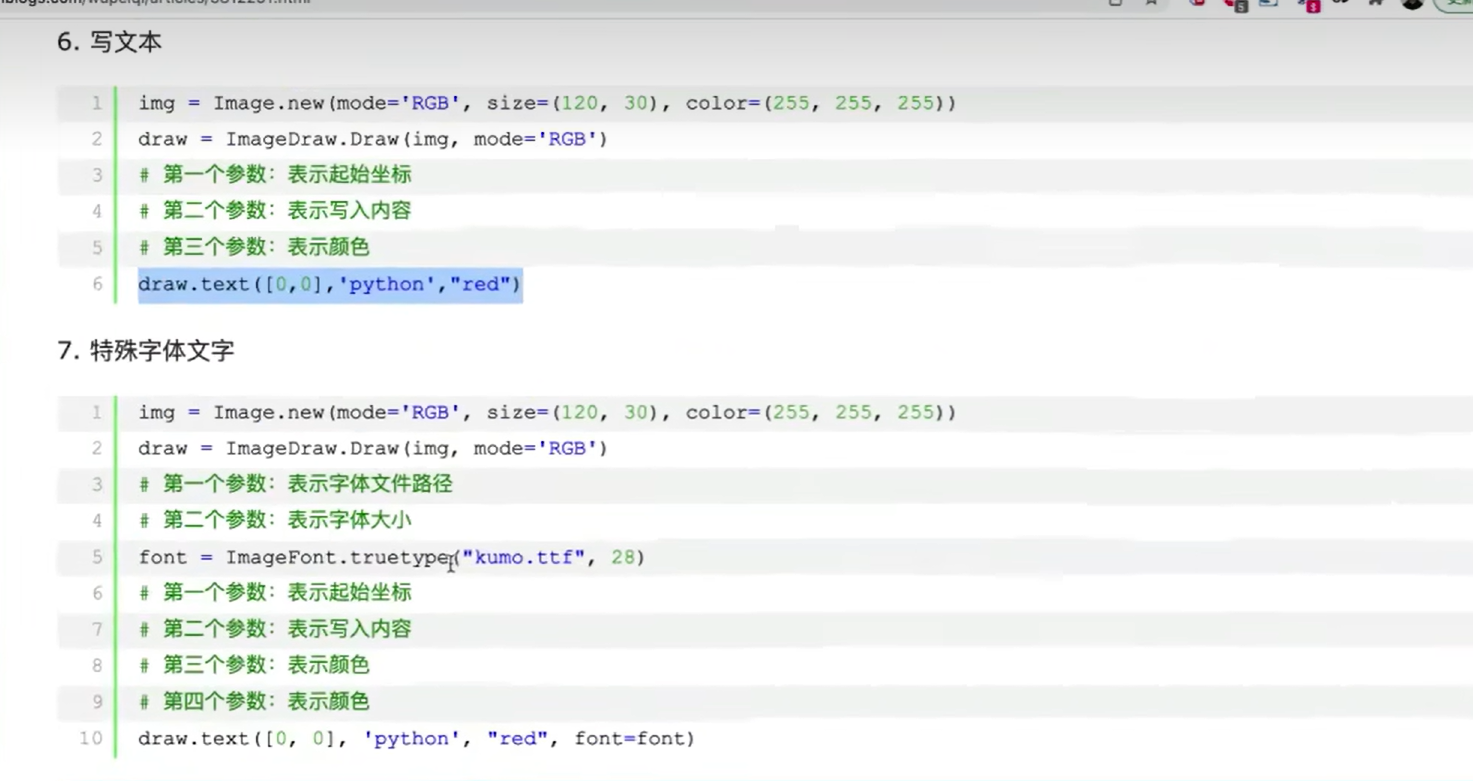 6. 写文本
1 img = Image.new(mode='RGB', size=(120, 30), color=(255, 255, 255))
2 draw = ImageDraw.Draw(img, mode='RGB')
3 # 第一个参数：表示起始坐标
4 # 第二个参数：表示写入内容
5 # 第三个参数：表示颜色
6 draw.text([0,0],'python',"red")
7. 特殊字体文字
1 img = Image.new(mode='RGB', size=(120, 30), color=(255, 255, 255))
2 draw = ImageDraw.Draw(img, mode='RGB')
3 # 第一个参数：表示字体文件路径
4 # 第二个参数：表示字体大小
5 font = ImageFont.truetype("kumo.ttf", 28)
6 # 第一个参数：表示起始坐标
7 # 第二个参数：表示写入内容
8 # 第三个参数：表示颜色
9 # 第四个参数：表示颜色
10 draw.text([0, 0], 'python', "red", font=font)